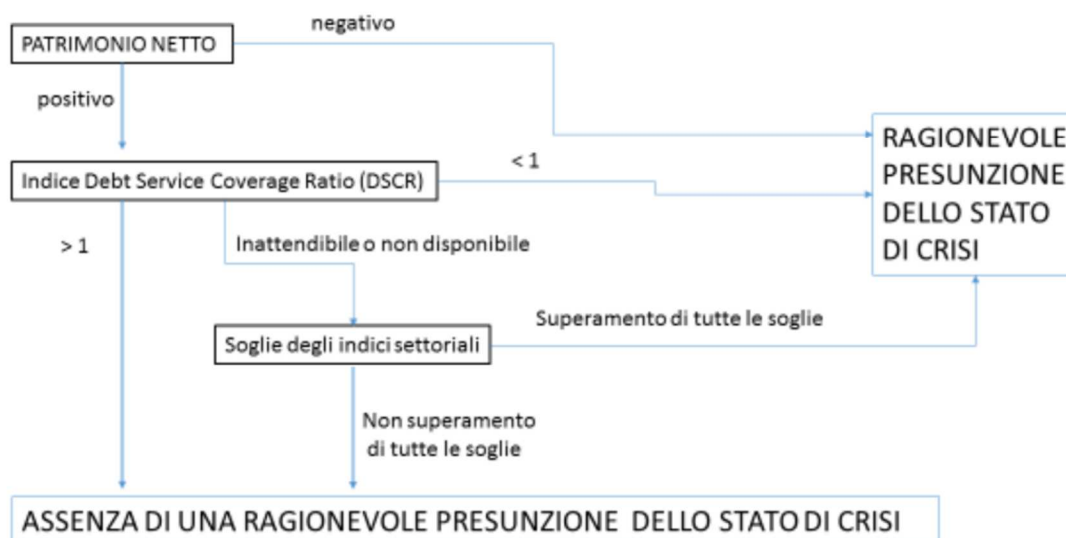 negativo
PATRIMONIO NETTO
positivo
RAGIONEVOLE
PRESUNZIONE
DELLO STATO
DI CRISI
< 1
Indice Debt Service Coverage Ratio (DSCR)
> 1
Inattendibile o non disponibile
Superamento di tutte le soglie
Soglie degli indici settoriali
Non superamento
di tutte le soglie
ASSENZA DI UNA RAGIONEVOLE PRESUNZIONE DELLO STATO DI CRISI